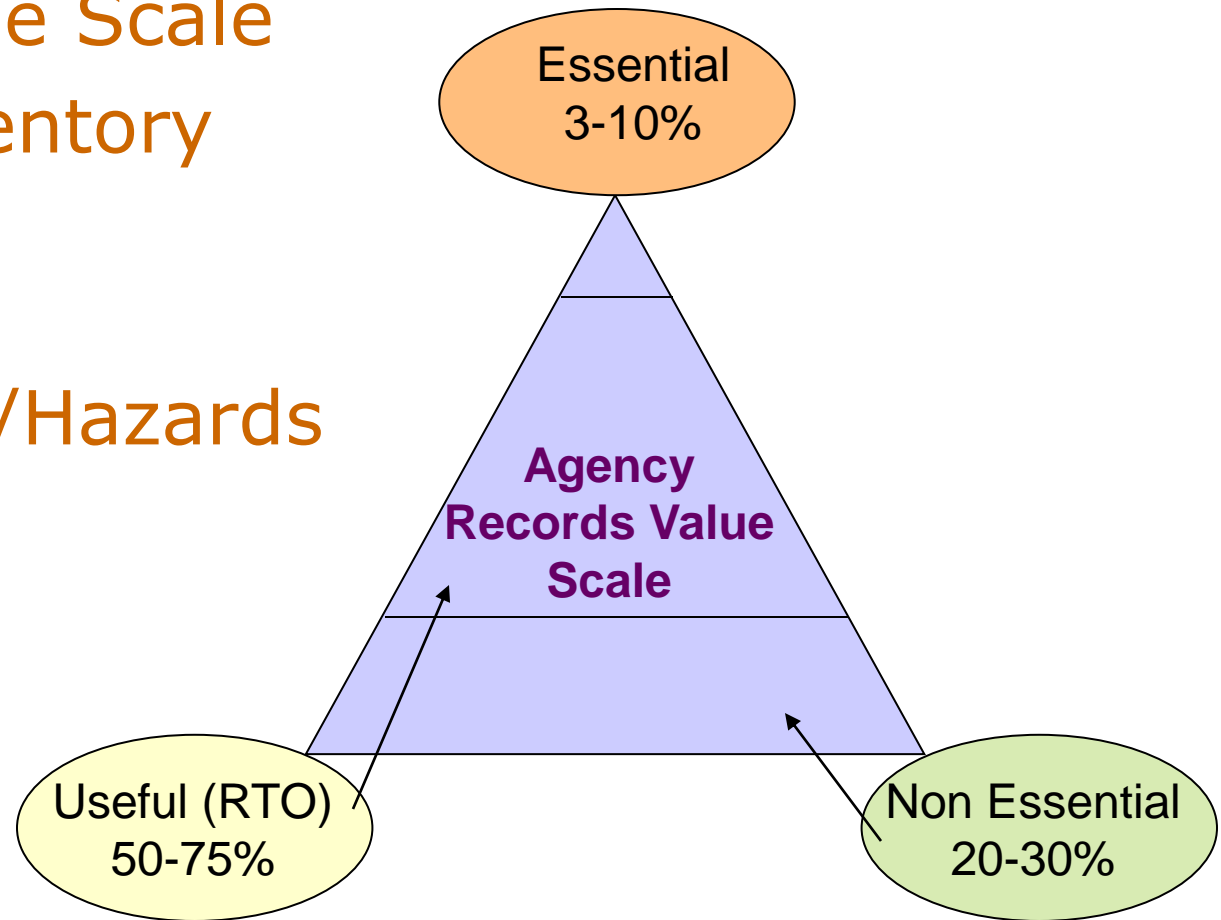 e Scale
entory
/Hazards
Essential
3-10%
Agency
Records Value
Scale
Useful (RTO)
50-75%
Non Essential
20-30%